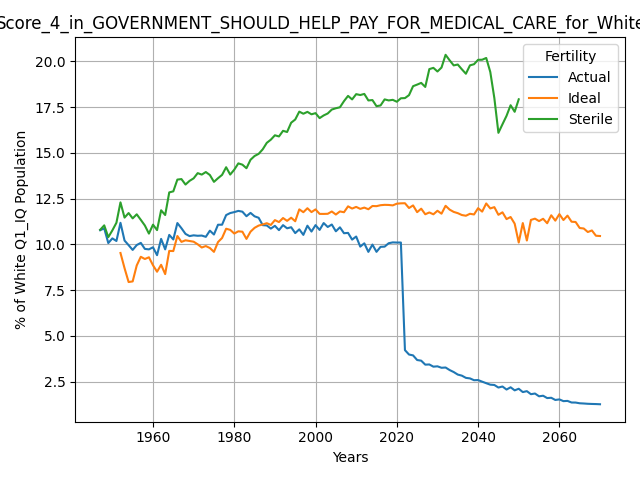 Score_4_in_GOVERNMENT_SHOULD_HELP_PAY_FOR_MEDICAL_CARE_for_White
% of White Q1_IQ Population
20.0
17.5
15.0
12.5
10.0
7.5
5.0
2.5
Fertility
Actual
Ideal
Sterile
1960 1980 2000 2020 2040 2060
Years